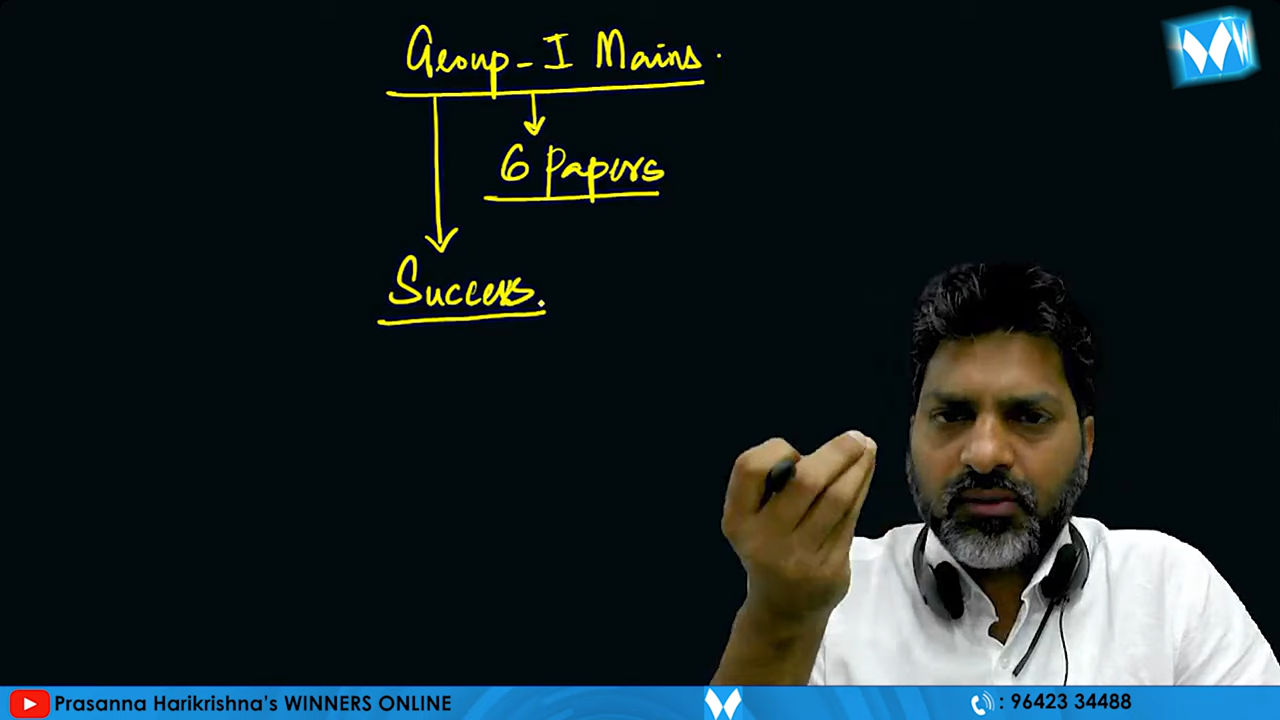 Group - I Mains.
6 Papers
Success.
Prasanna Harikrishna's WINNERS ONLINE
: 96423 34488